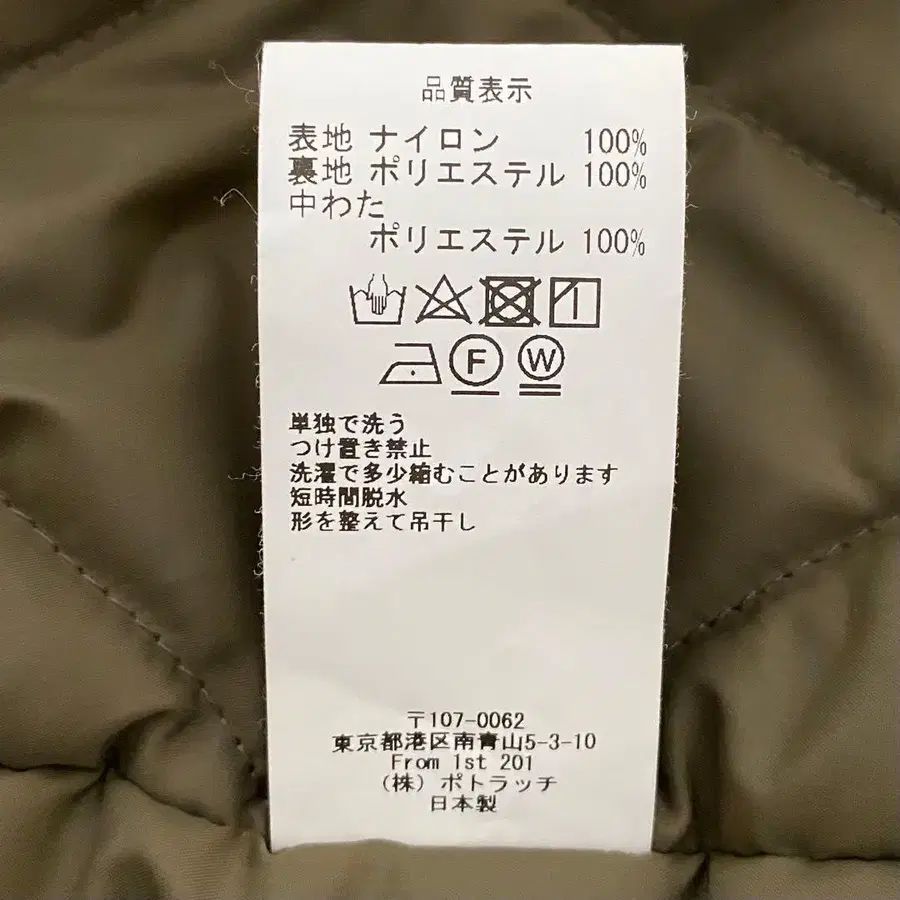 品質表示
表地 ナイロン 100%
裏地 ポリエステル 100%
中わた
ポリエステル 100%
F W
単独で洗う
つけ置き禁止
洗濯で多少縮むことがあります
短時間脱水
形を整えて吊干し
〒107-0062
東京都港区南青山5-3-10
From 1st 201
(株) ポトラッチ
日本製